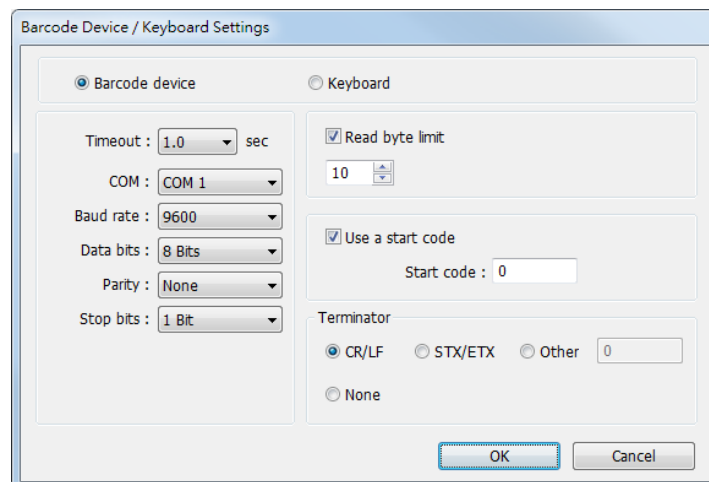 Barcode Device / Keyboard Settings
Barcode device
Keyboard
Timeout : 1.0 sec
COM : COM 1
Baud rate : 9600
Data bits : 8 Bits
Parity : None
Stop bits : 1 Bit
Read byte limit
10
Use a start code
Start code : 0
Terminator
CR/LF STX/ETX Other 0
None
OK Cancel